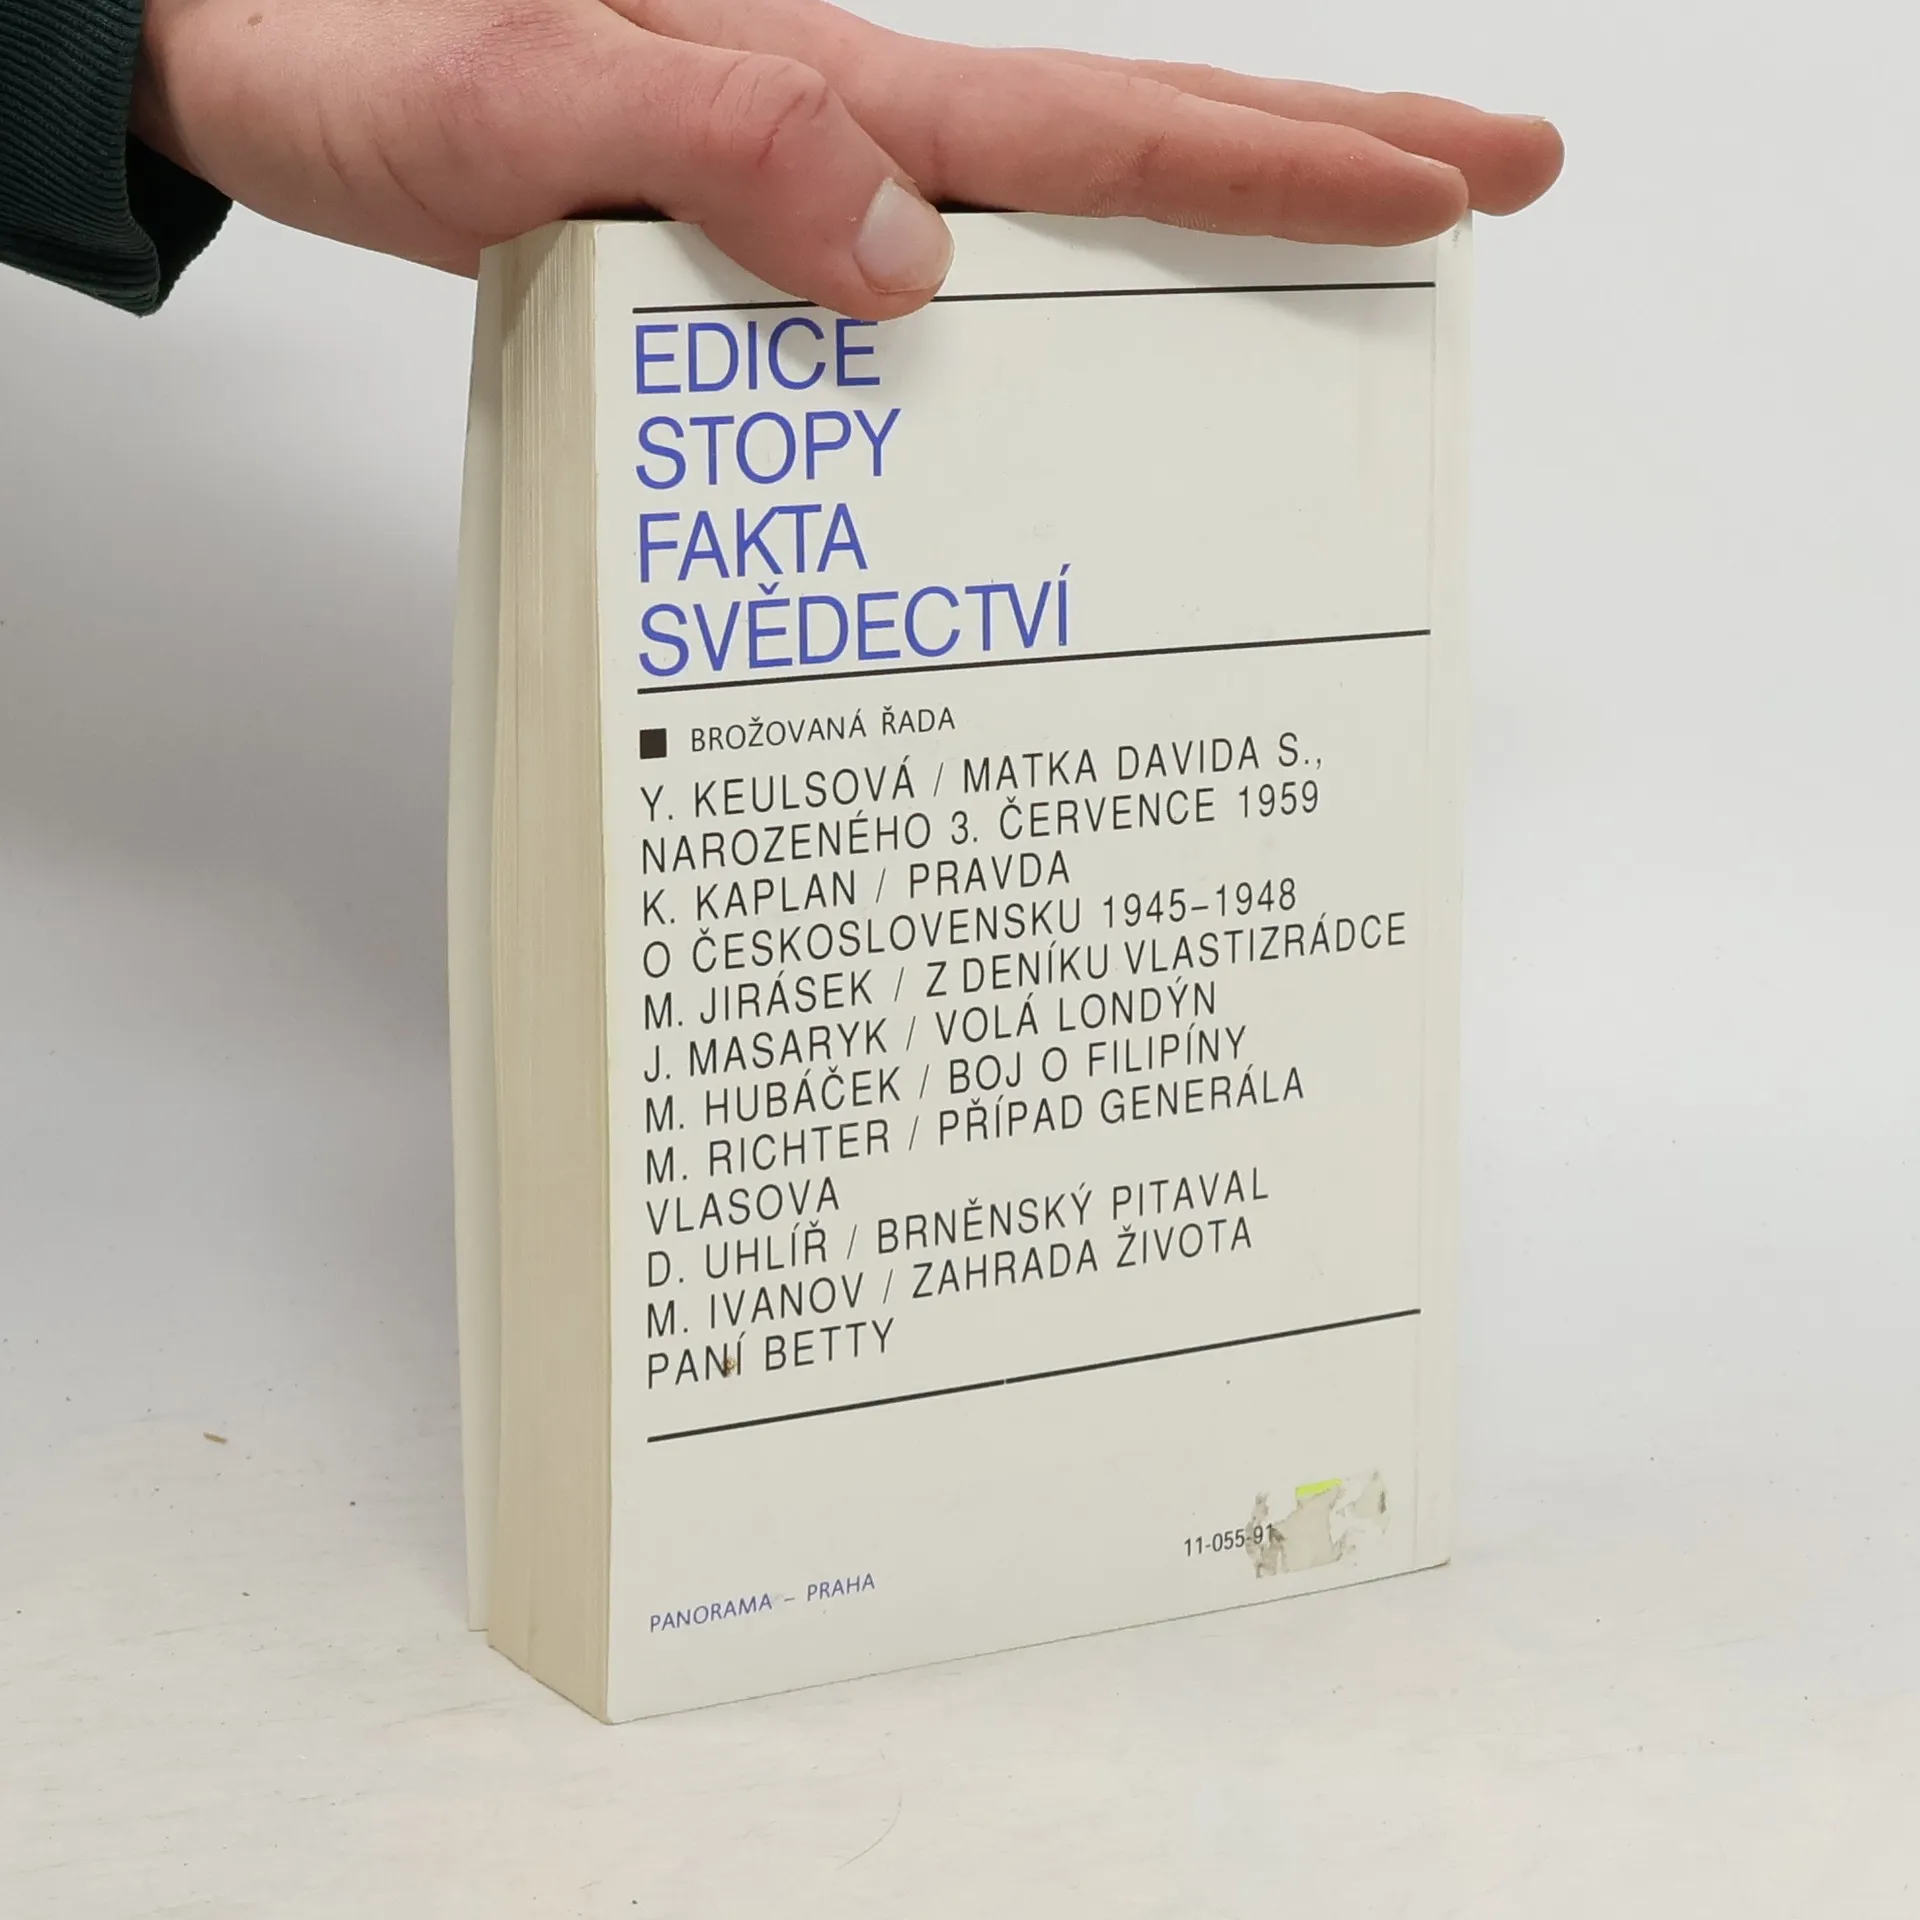 EDICE
STOPY
FAKTA
SVĚDECTVÍ
BROŽOVANÁ ŘADA
Y. KEULSOVÁ / MATKA DAVIDA S.,
NAROZENÉHO 3. ČERVENCE 1959
K. KAPLAN / PRAVDA
O ČESKOSLOVENSKU 1945–1948
M. JIRÁSEK / Z DENÍKU VLASTIZRÁDCE
J. MASARYK / VOLÁ LONDÝN
M. HUBÁČEK / BOJ O FILIPÍNY
M. RICHTER / PŘÍPAD GENERÁLA
VLASOVA
D. UHLÍŘ / BRNĚNSKÝ PITAVAL
M. IVANOV / ZAHRADA ŽIVOTA
PANÍ BETTY
11-055-91
PANORAMA – PRAHA